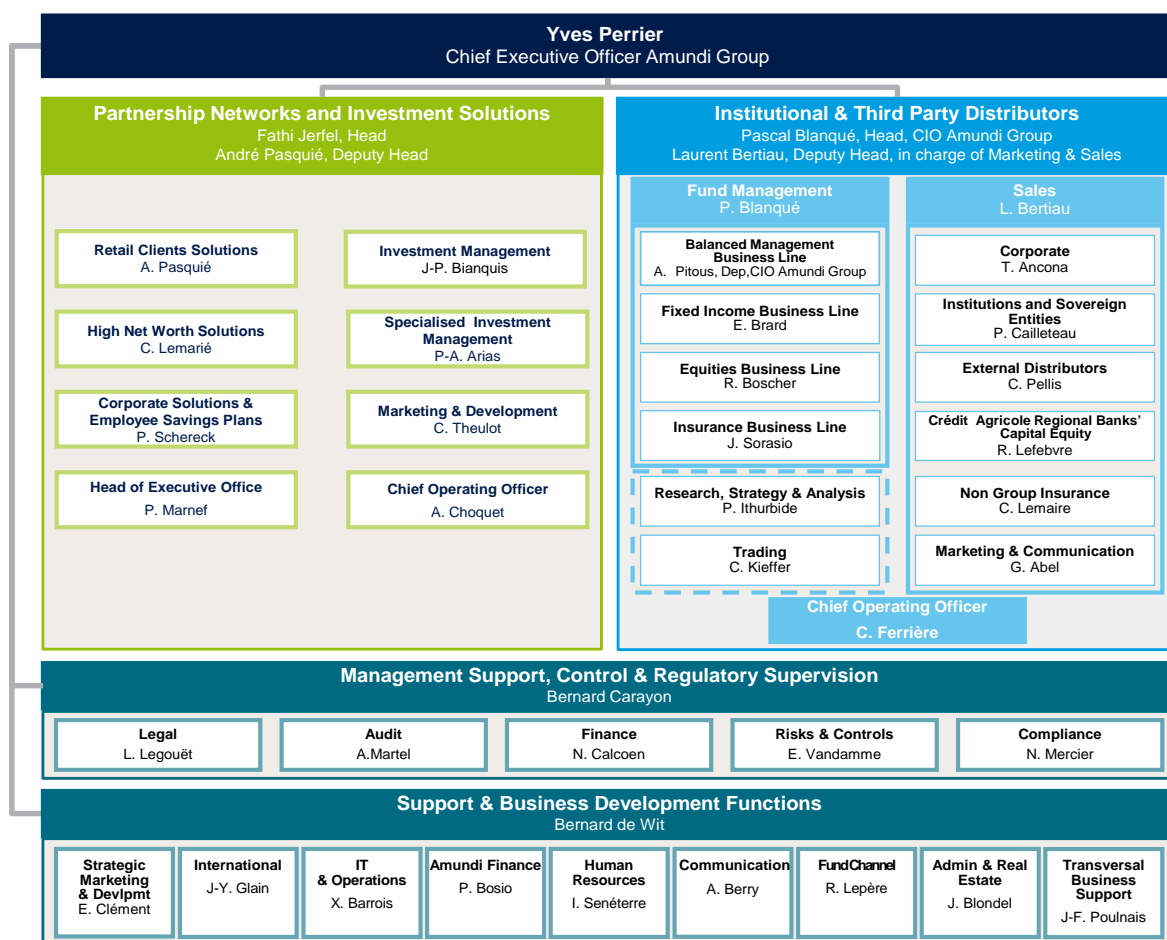 Yves Perrier
Chief Executive Officer Amundi Group
Partnership Networks and Investment Solutions
Fathi Jerfel, Head
André Pasquié, Deputy Head
Retail Clients Solutions
A. Pasquié
Investment Management
J-P. Bianquis
High Net Worth Solutions
C. Lemarié
Specialised Investment
Management
P-A. Arias
Corporate Solutions &
Employee Savings Plans
P. Schereck
Marketing & Development
C. Theulot
Head of Executive Office
P. Marnef
Chief Operating Officer
A. Choquet
Institutional & Third Party Distributors
Pascal Blanqué, Head, CIO Amundi Group
Laurent Bertiau, Deputy Head, in charge of Marketing & Sales
Fund Management
P. Blanqué
Balanced Management
Business Line
A. Pitous, Dep,CIO Amundi Group
Fixed Income Business Line
E. Brard
Equities Business Line
R. Boscher
Insurance Business Line
J. Sorasio
Research, Strategy & Analysis
P. Ithurbide
Trading
C. Kieffer
Sales
L. Bertiau
Corporate
T. Ancona
Institutions and Sovereign
Entities
P. Cailleteau
External Distributors
C. Pellis
Crédit Agricole Regional Banks'
Capital Equity
R. Lefebvre
Non Group Insurance
C. Lemaire
Marketing & Communication
G. Abel
Chief Operating Officer
C. Ferrière
Management Support, Control & Regulatory Supervision
Bernard Carayon
Legal
L. Legouët
Audit
A.Martel
Finance
N. Calcoen
Risks & Controls
E. Vandamme
Compliance
N. Mercier
Support & Business Development Functions
Bernard de Wit
Strategic
Marketing
& Devlpmt
E. Clément
International
J-Y. Glain
IT
& Operations
X. Barrois
Amundi Finance
P. Bosio
Human
Resources
I. Senéterre
Communication
A. Berry
FundChannel
R. Lepère
Admin & Real
Estate
J. Blondel
Transversal
Business
Support
J-F. Poulnais